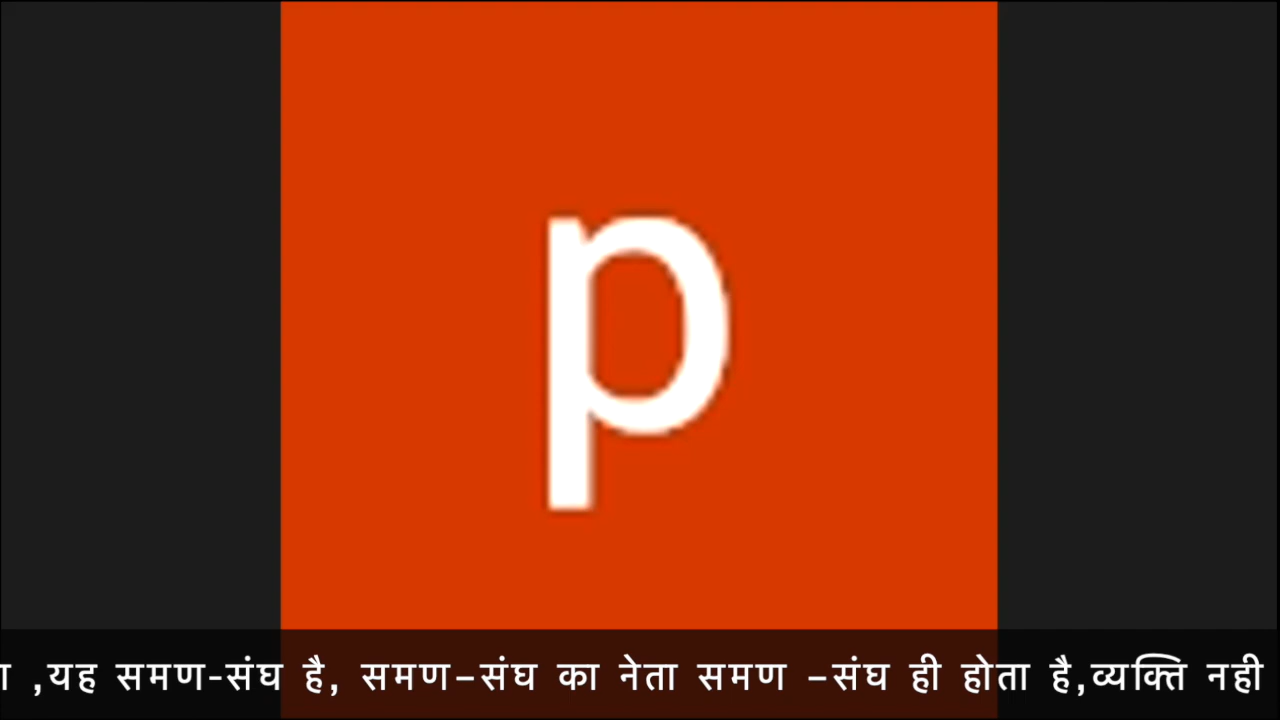 p
,यह समण-संघ है, समण–संघ का नेता समण –संघ ही होता है,व्यक्ति नही